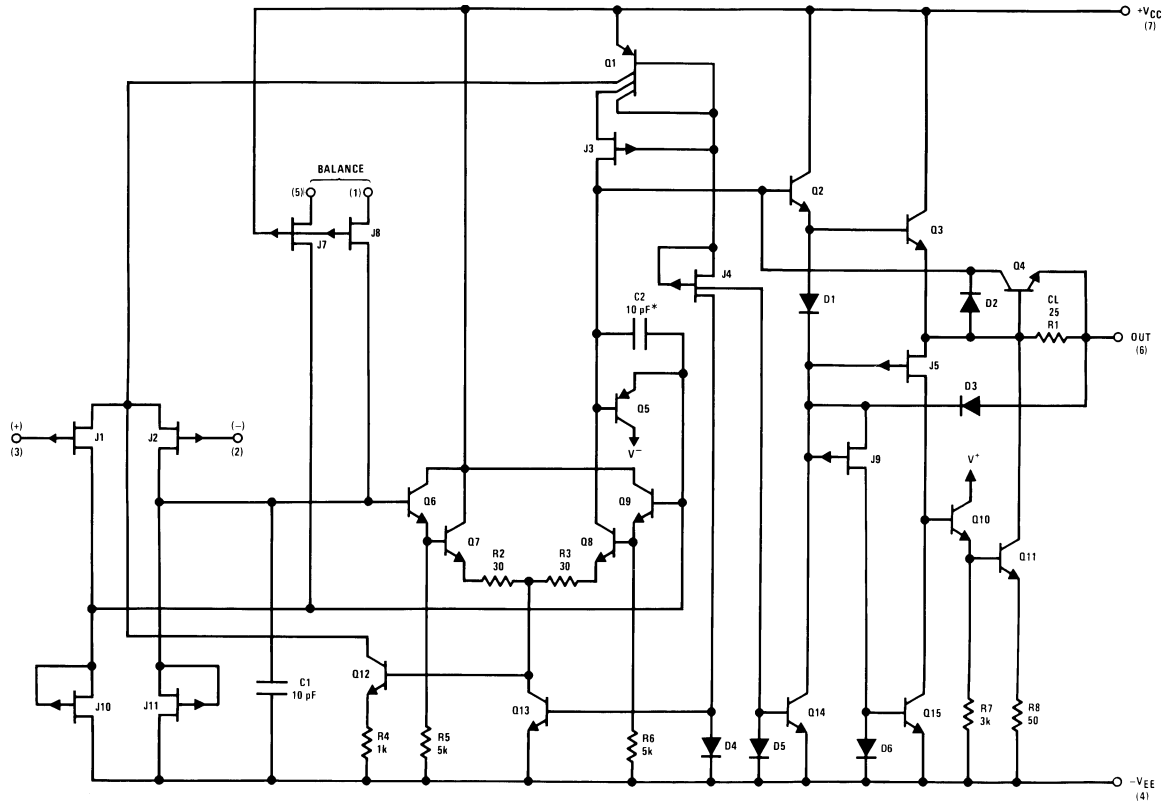 +VCC
(7)
Q1
J3
BALANCE
(5)
(1)
Q2
J7
J8
Q3
J4
Q4
C2
10 pF*
D1
D2
CL
25
R1
OUT
(6)
J5
D3
Q5
V−
(+)
(3)
J1
J2
(−)
(2)
J9
V+
Q6
Q9
Q7
R2
30
R3
30
Q8
Q10
Q11
J10
J11
C1
10 pF
Q12
Q13
Q14
Q15
R4
1k
R5
5k
R6
5k
D4
D5
D6
R7
3k
R8
50
−VEE
(4)